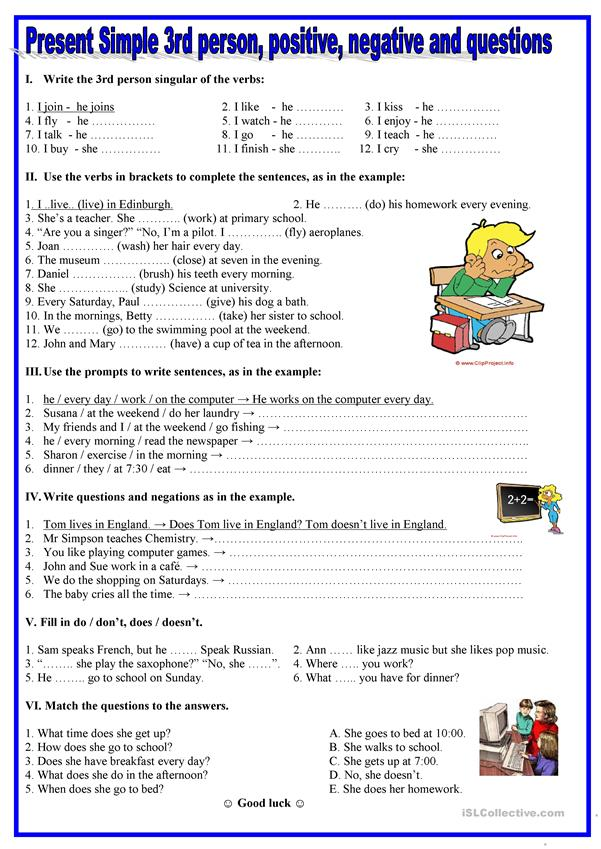 Present Simple 3rd person, positive, negative and questions
I. Write the 3rd person singular of the verbs:
1. I join - he joins 2. I like - he ………… 3. I kiss - he ……………
4. I fly - he ……………. 5. I watch - he ………… 6. I enjoy - he ……………
7. I talk - he ……………. 8. I go - he ………… 9. I teach - he ……………
10. I buy - she …………… 11. I finish - she ……….. 12. I cry - she ……………
II. Use the verbs in brackets to complete the sentences, as in the example:
1. I ..live.. (live) in Edinburgh. 2. He ………. (do) his homework every evening.
3. She's a teacher. She ……….. (work) at primary school.
4. “Are you a singer?” “No, I'm a pilot. I …………. (fly) aeroplanes.
5. Joan …………. (wash) her hair every day.
6. The museum ……………. (close) at seven in the evening.
7. Daniel ……………. (brush) his teeth every morning.
8. She …………….. (study) Science at university.
9. Every Saturday, Paul …………… (give) his dog a bath.
10. In the mornings, Betty …………… (take) her sister to school.
11. We ……… (go) to the swimming pool at the weekend.
12. John and Mary ………… (have) a cup of tea in the afternoon.
© www.ClipProject.info
III. Use the prompts to write sentences, as in the example:
1. he / every day / work / on the computer → He works on the computer every day.
2. Susana / at the weekend / do her laundry → ……………………………………………………
3. My friends and I / at the weekend / go fishing → ………………………………………………
4. he / every morning / read the newspaper → ……………………………………………………..
5. Sharon / exercise / in the morning → ……………………………………………………………
6. dinner / they / at 7:30 / eat → …………………………………………………………………
IV. Write questions and negations as in the example.
2+2=
1. Tom lives in England. → Does Tom live in England? Tom doesn't live in England.
2. Mr Simpson teaches Chemistry. →…………………………………………………………………..
3. You like playing computer games. → ………………………………………………………………
4. John and Sue work in a café. → ……………………………………………………………………
5. We do the shopping on Saturdays. → ………………………………………………………………
6. The baby cries all the time. → ………………………………………………………………………
V. Fill in do / don't, does / doesn't.
1. Sam speaks French, but he ……. Speak Russian. 2. Ann …… like jazz music but she likes pop music.
3. “…….. she play the saxophone?” “No, she ……”. 4. Where ….. you work?
5. He …….. go to school on Sunday. 6. What …... you have for dinner?
VI. Match the questions to the answers.
1. What time does she get up? A. She goes to bed at 10:00.
2. How does she go to school? B. She walks to school.
3. Does she have breakfast every day? C. She gets up at 7:00.
4. What does she do in the afternoon? D. No, she doesn't.
5. When does she go to bed? E. She does her homework.
☺ Good luck ☺
iSLCollective.com